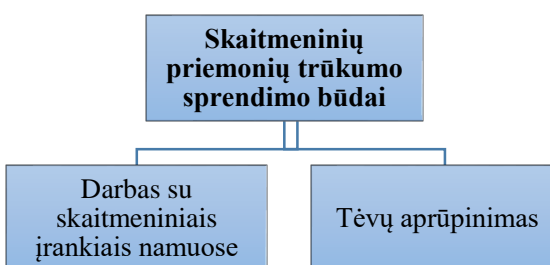 Skaitmeninių
priemonių trūkumo
sprendimo būdai
Darbas su
skaitmeniniais
įrankiais namuose
Tėvų aprūpinimas